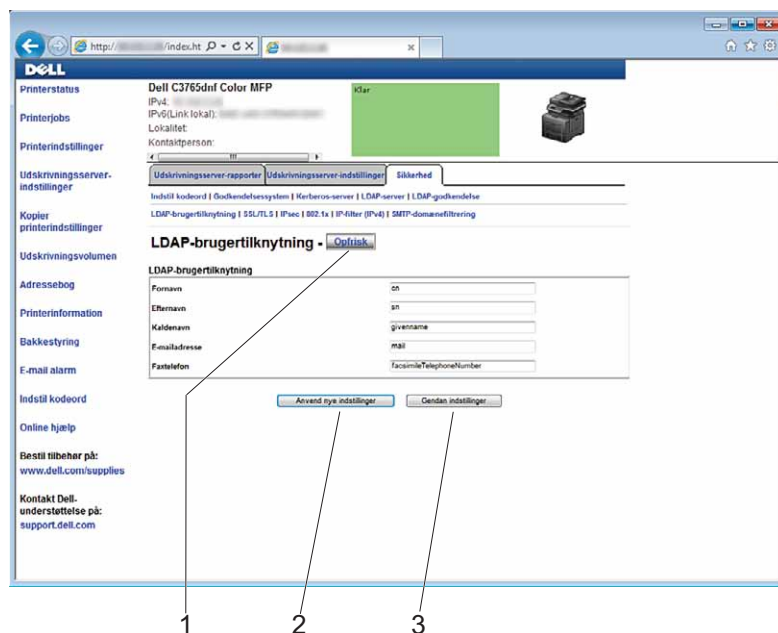 http:// /index.ht
DELL
Printerstatus
Printerjobs
Printerindstillinger
Udskrivningsserver-
indstillinger
Kopier
printerindstillinger
Udskrivningsvolumen
Adressebog
Printerinformation
Bakkestyring
E-mail alarm
Indstil kodeord
Online hjælp
Bestil tilbehør på:
www.dell.com/supplies
Kontakt Dell-
understøttelse på:
support.dell.com
Dell C3765dnf Color MFP
IPv4:
IPv6(Link lokal):
Lokalitet:
Kontaktperson:
Klar
Udskrivningsserver-rapporter Udskrivningsserver-indstillinger Sikkerhed
Indstil kodeord | Godkendelsessystem | Kerberos-server | LDAP-server | LDAP-godkendelse
LDAP-brugertilknytning | SSL/TLS | IPsec | 802.1x | IP-filter (IPv4) | SMTP-domænefiltrering
LDAP-brugertilknytning - Opfrisk
LDAP-brugertilknytning
Fornavn cn
Efternavn sn
Kaldenavn givenname
E-mailadresse mail
Faxtelefon facsimileTelephoneNumber
Anvend nye indstillinger Gendan indstillinger
1 2 3